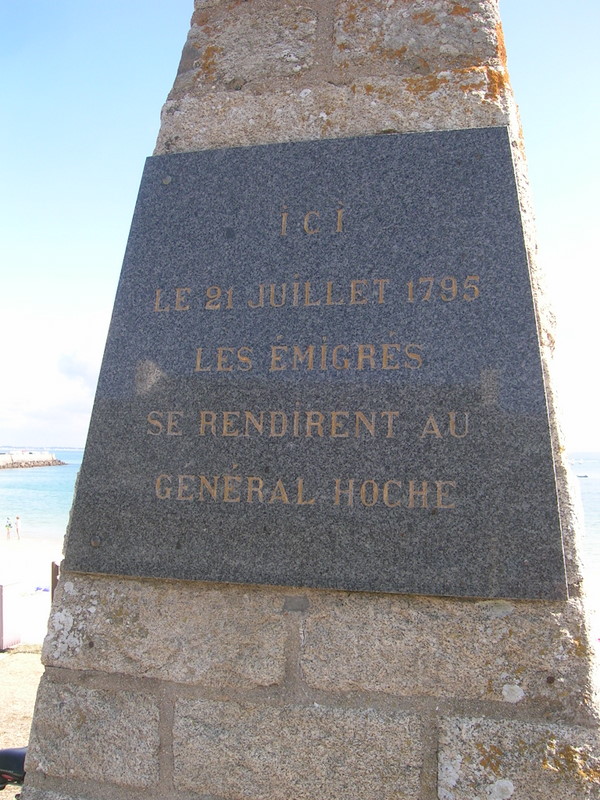 ICI
LE 21 JUILLET 1795
LES ÉMIGRÉS
SE RENDIRENT AU
GÉNÉRAL HOCHE